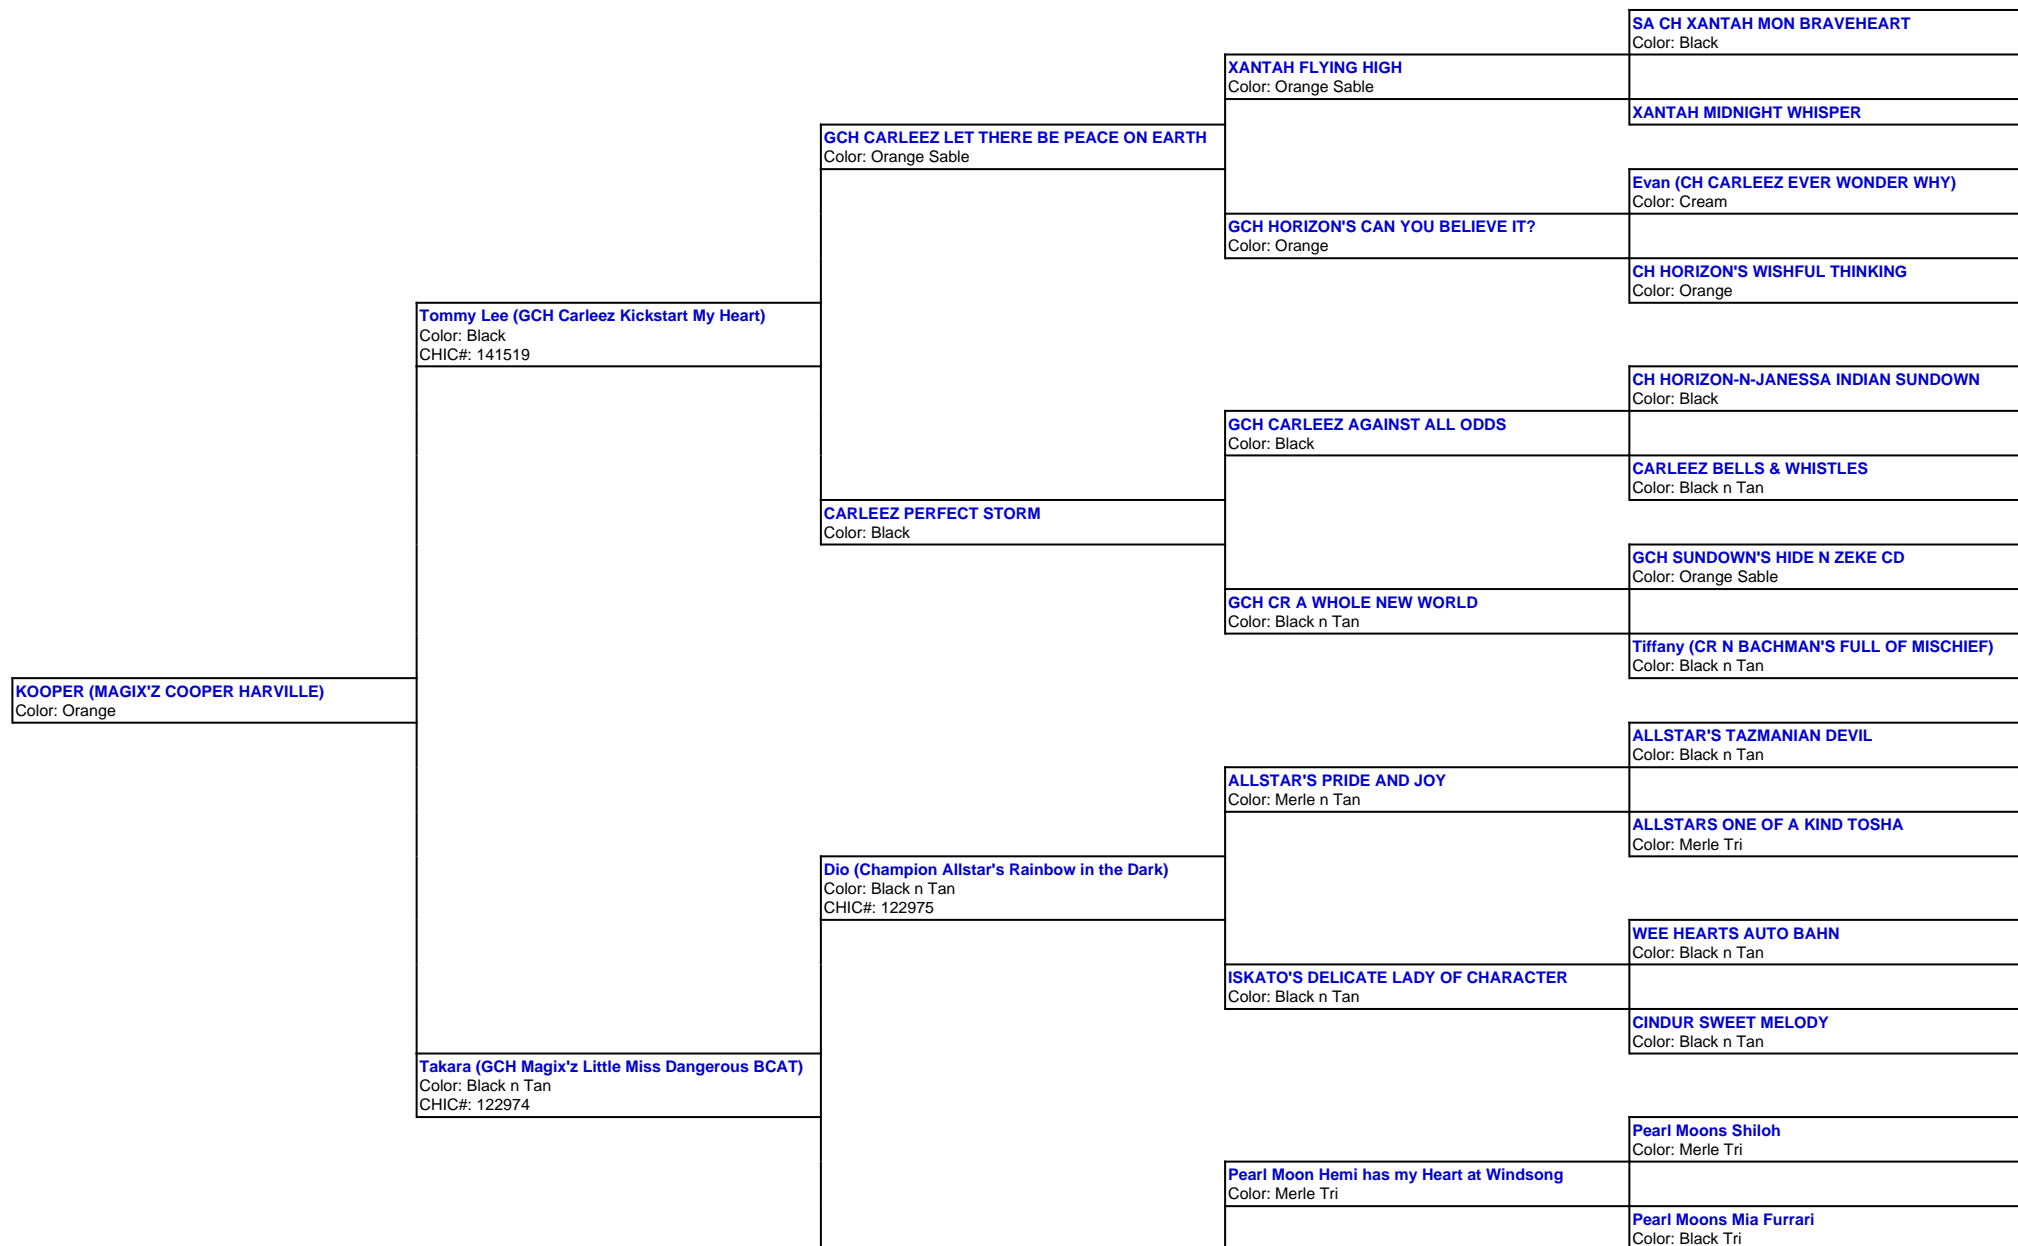 SA CH XANTAH MON BRAVEHEART
Color: Black
XANTAH FLYING HIGH
Color: Orange Sable
XANTAH MIDNIGHT WHISPER
GCH CARLEEZ LET THERE BE PEACE ON EARTH
Color: Orange Sable
Evan (CH CARLEEZ EVER WONDER WHY)
Color: Cream
GCH HORIZON'S CAN YOU BELIEVE IT?
Color: Orange
CH HORIZON'S WISHFUL THINKING
Color: Orange
Tommy Lee (GCH Carleez Kickstart My Heart)
Color: Black
CHIC#: 141519
CH HORIZON-N-JANESSA INDIAN SUNDOWN
Color: Black
GCH CARLEEZ AGAINST ALL ODDS
Color: Black
CARLEEZ BELLS & WHISTLES
Color: Black n Tan
CARLEEZ PERFECT STORM
Color: Black
GCH SUNDOWN'S HIDE N ZEKE CD
Color: Orange Sable
GCH CR A WHOLE NEW WORLD
Color: Black n Tan
Tiffany (CR N BACHMAN'S FULL OF MISCHIEF)
Color: Black n Tan
KOOPER (MAGIX'Z COOPER HARVILLE)
Color: Orange
ALLSTAR'S TAZMANIAN DEVIL
Color: Black n Tan
ALLSTAR'S PRIDE AND JOY
Color: Merle n Tan
ALLSTARS ONE OF A KIND TOSHA
Color: Merle Tri
Dio (Champion Allstar's Rainbow in the Dark)
Color: Black n Tan
CHIC#: 122975
WEE HEARTS AUTO BAHN
Color: Black n Tan
ISKATO'S DELICATE LADY OF CHARACTER
Color: Black n Tan
CINDUR SWEET MELODY
Color: Black n Tan
Takara (GCH Magix'z Little Miss Dangerous BCAT)
Color: Black n Tan
CHIC#: 122974
Pearl Moons Shiloh
Color: Merle Tri
Pearl Moon Hemi has my Heart at Windsong
Color: Merle Tri
Pearl Moons Mia Furrari
Color: Black Tri